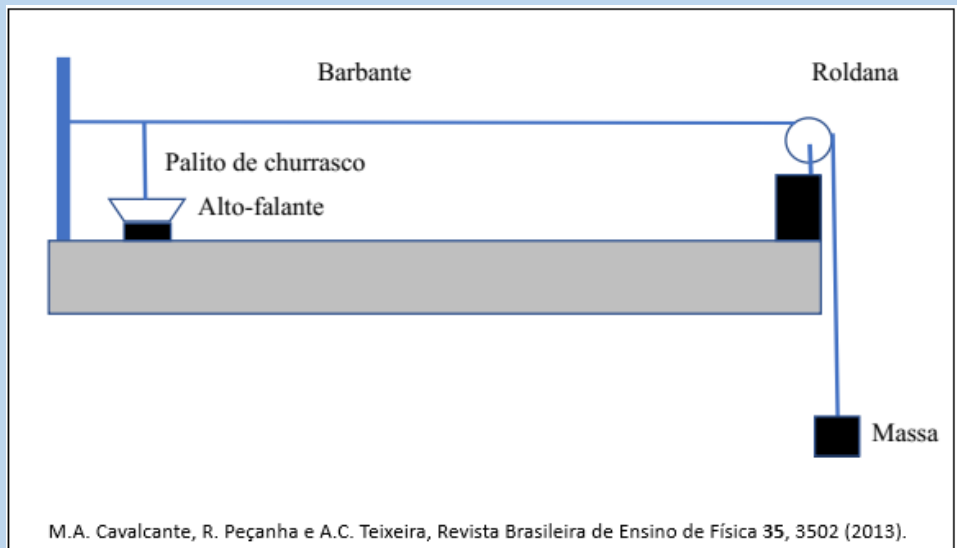 Barbante
Roldana
Palito de churrasco
Alto-falante
Massa
M.A. Cavalcante, R. Peçanha e A.C. Teixeira, Revista Brasileira de Ensino de Física 35, 3502 (2013).